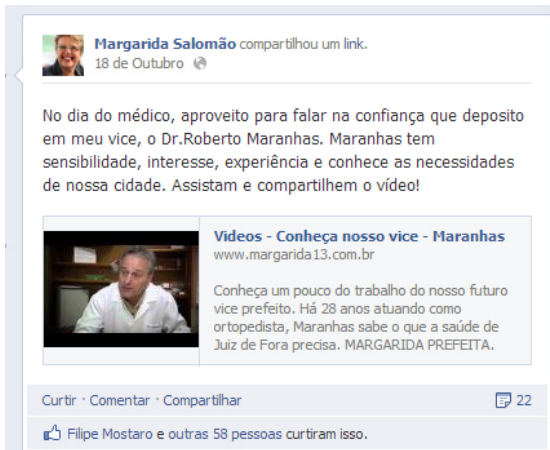 Margarida Salomão compartilhou um link.
18 de Outubro
No dia do médico, aproveito para falar na confiança que deposito
em meu vice, o Dr.Roberto Maranhas. Maranhas tem
sensibilidade, interesse, experiência e conhece as necessidades
de nossa cidade. Assistam e compartilhem o vídeo!
Videos - Conheça nosso vice - Maranhas
www.margarida13.com.br
Conheça um pouco do trabalho do nosso futuro
vice prefeito. Há 28 anos atuando como
ortopedista, Maranhas sabe o que a saúde de
Juiz de Fora precisa. MARGARIDA PREFEITA.
Curtir · Comentar · Compartilhar 22
Filipe Mostaro e outras 58 pessoas curtiram isso.